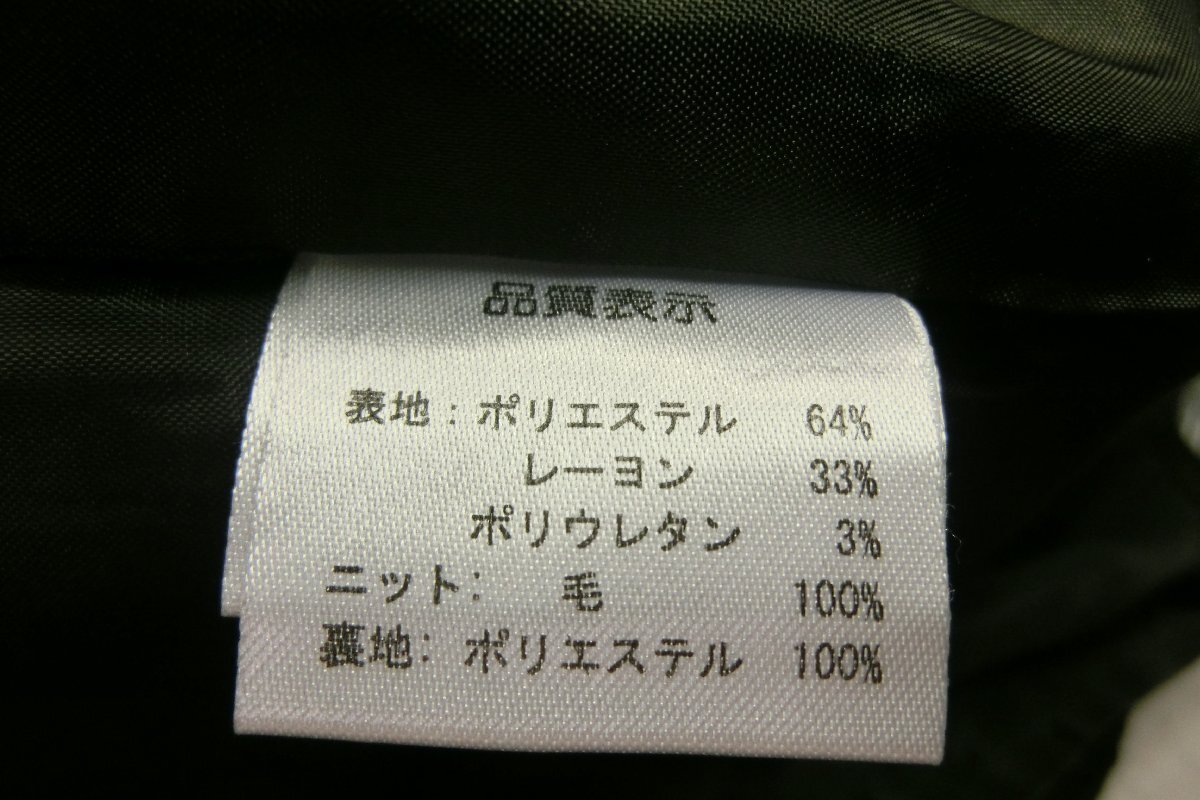 品質表示
表地：ポリエステル 64%
レーヨン 33%
ポリウレタン 3%
ニット： 毛 100%
裏地：ポリエステル 100%